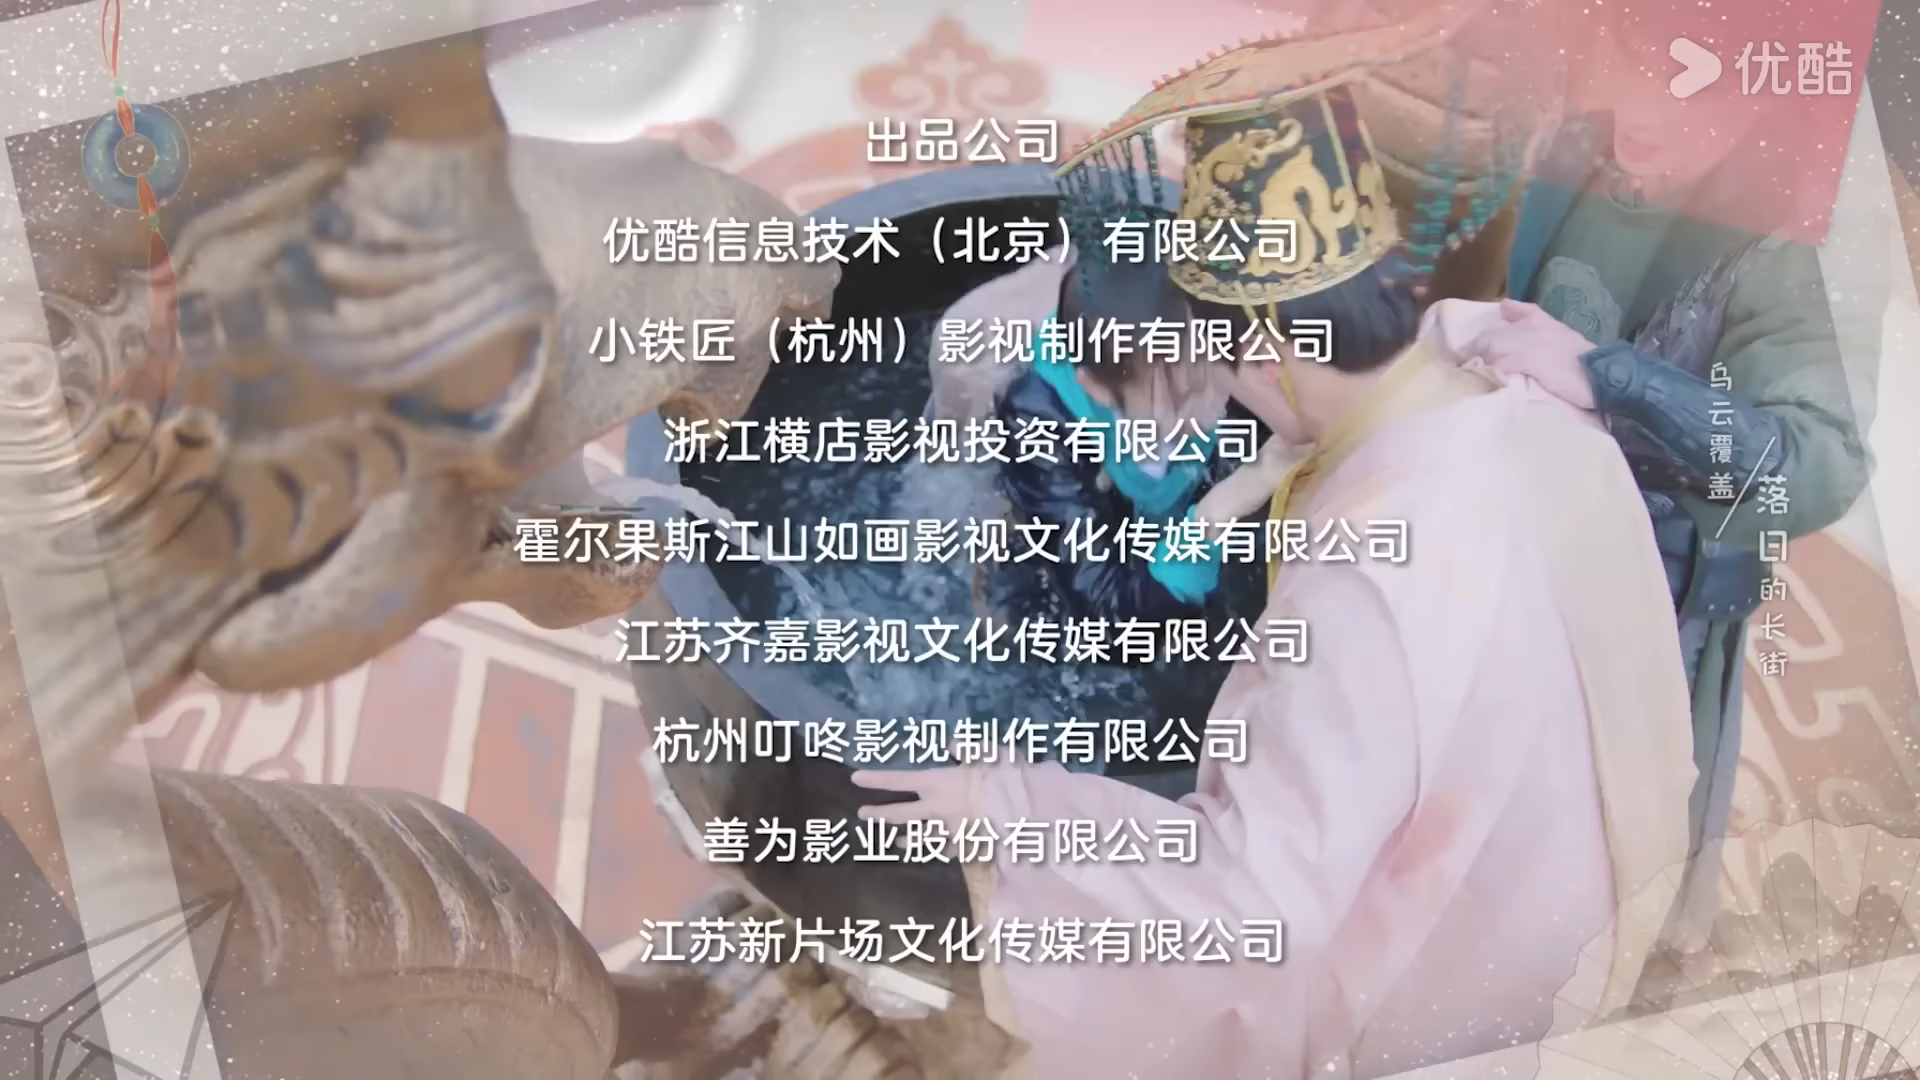 优酷
出品公司
优酷信息技术（北京）有限公司
小铁匠（杭州）影视制作有限公司
浙江横店影视投资有限公司
霍尔果斯江山如画影视文化传媒有限公司
江苏齐嘉影视文化传媒有限公司
杭州叮咚影视制作有限公司
善为影业股份有限公司
江苏新片场文化传媒有限公司
乌云覆盖
落日的长街